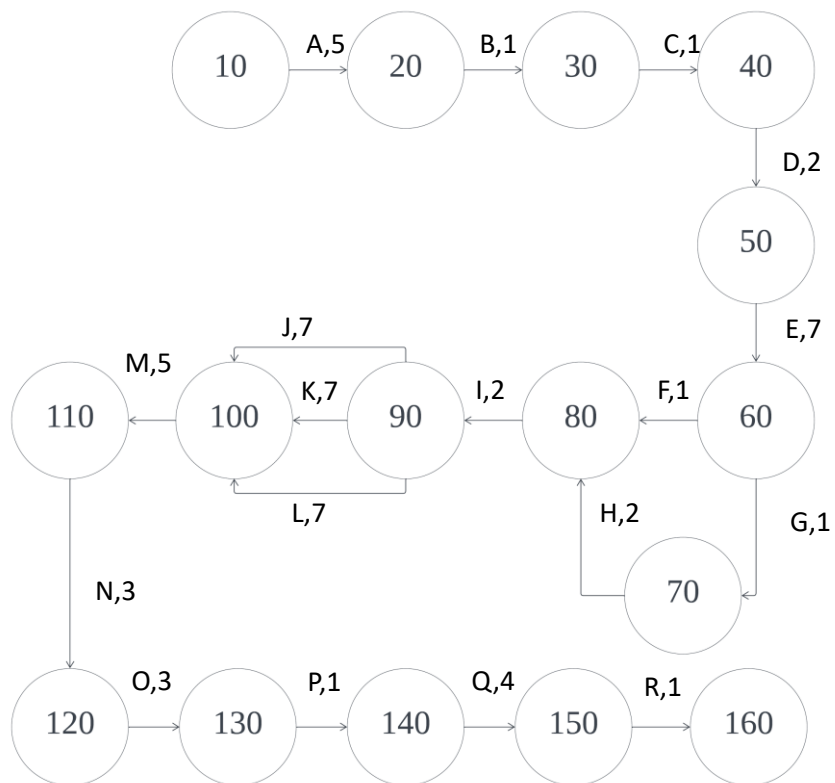 A,5
B,1
C,1
10
20
30
40
D,2
50
E,7
J,7
M,5
K,7
I,2
F,1
110
100
90
80
60
L,7
H,2
G,1
70
N,3
O,3
P,1
Q,4
R,1
120
130
140
150
160